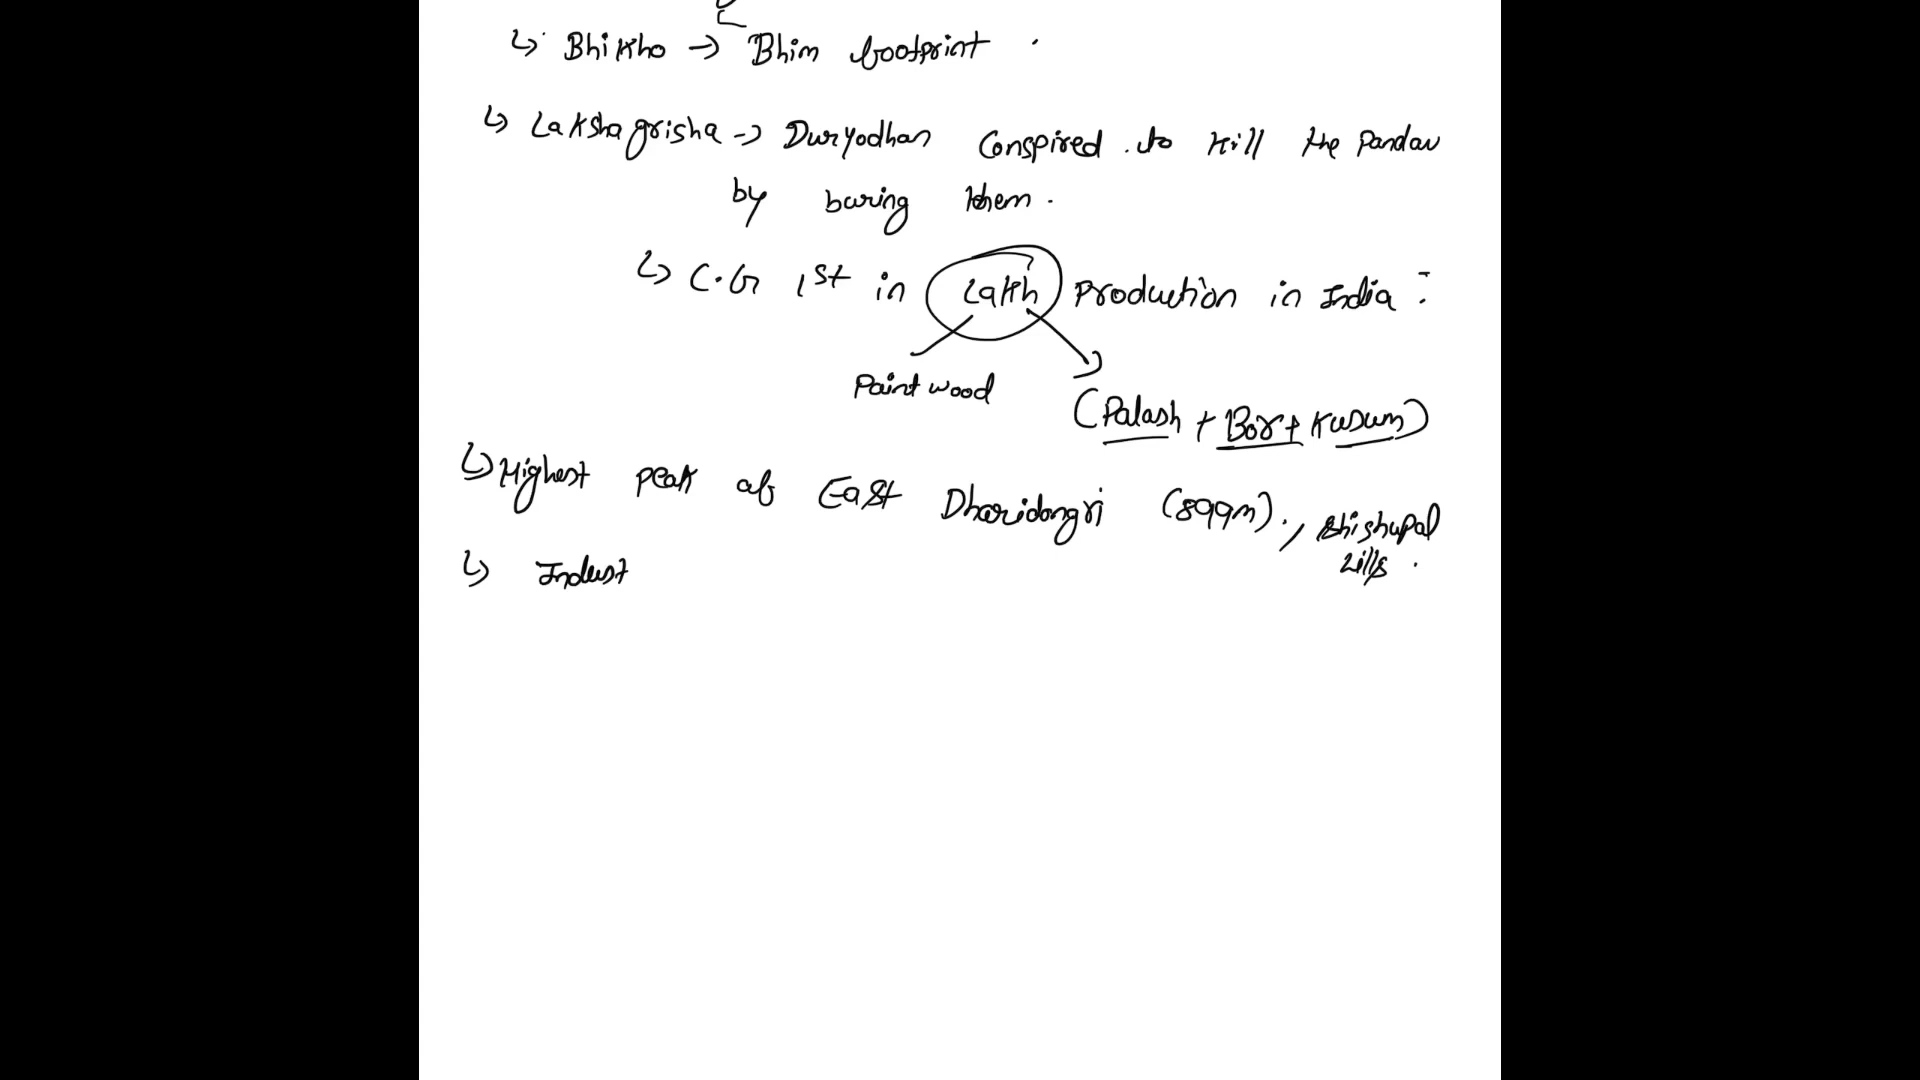 ↳ Bhikho → Bhim footprint .
↳ Lakshagrisha → Duryodhan Conspired to kill the Pandav
by buring them .
↳ C.G 1st in Lakh Production in India :
Paint wood
(Palash + Bor + Kusum)
↳ Highest peak of East Dharidongri (899m)., Shishupal
hills .
↳ Indust